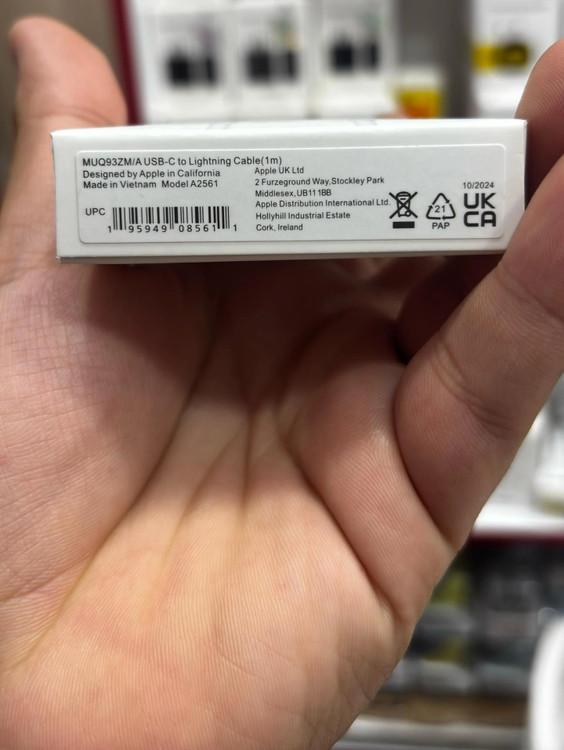 MUQ93ZM/A USB-C to Lightning Cable(1m)
Designed by Apple in California
Made in Vietnam Model A2561
UPC
1 95949 08561 1
Apple UK Ltd
2 Furzeground Way,Stockley Park
Middlesex,UB11 1BB
Apple Distribution International Ltd.
Hollyhill Industrial Estate
Cork, Ireland
21
PAP
10/2024
UK
CA